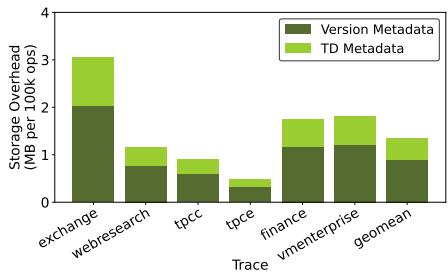 Storage Overhead
(MB per 100k ops)
4
3
2
1
0
Version Metadata
TD Metadata
exchange
webresearch
tpcc
tpce
finance
vmenterprise
geomean
Trace